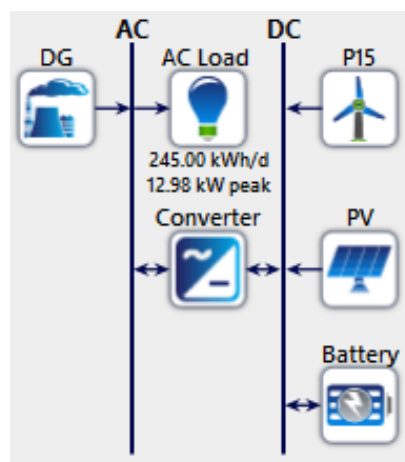 AC DC
DG AC Load P15
245.00 kWh/d
12.98 kW peak
Converter PV
Battery